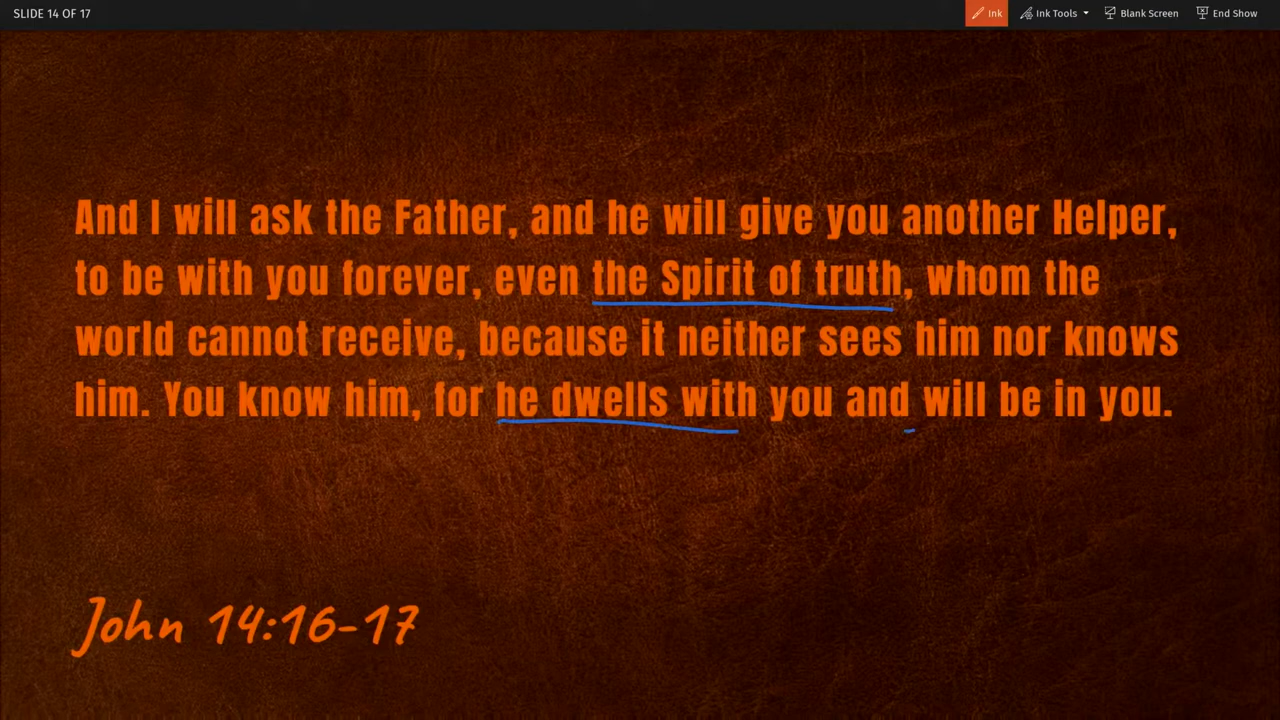 SLIDE 14 OF 17
Ink
Ink Tools
Blank Screen
End Show
And I will ask the Father, and he will give you another Helper,
to be with you forever, even the Spirit of truth, whom the
world cannot receive, because it neither sees him nor knows
him. You know him, for he dwells with you and will be in you.
John 14:16-17